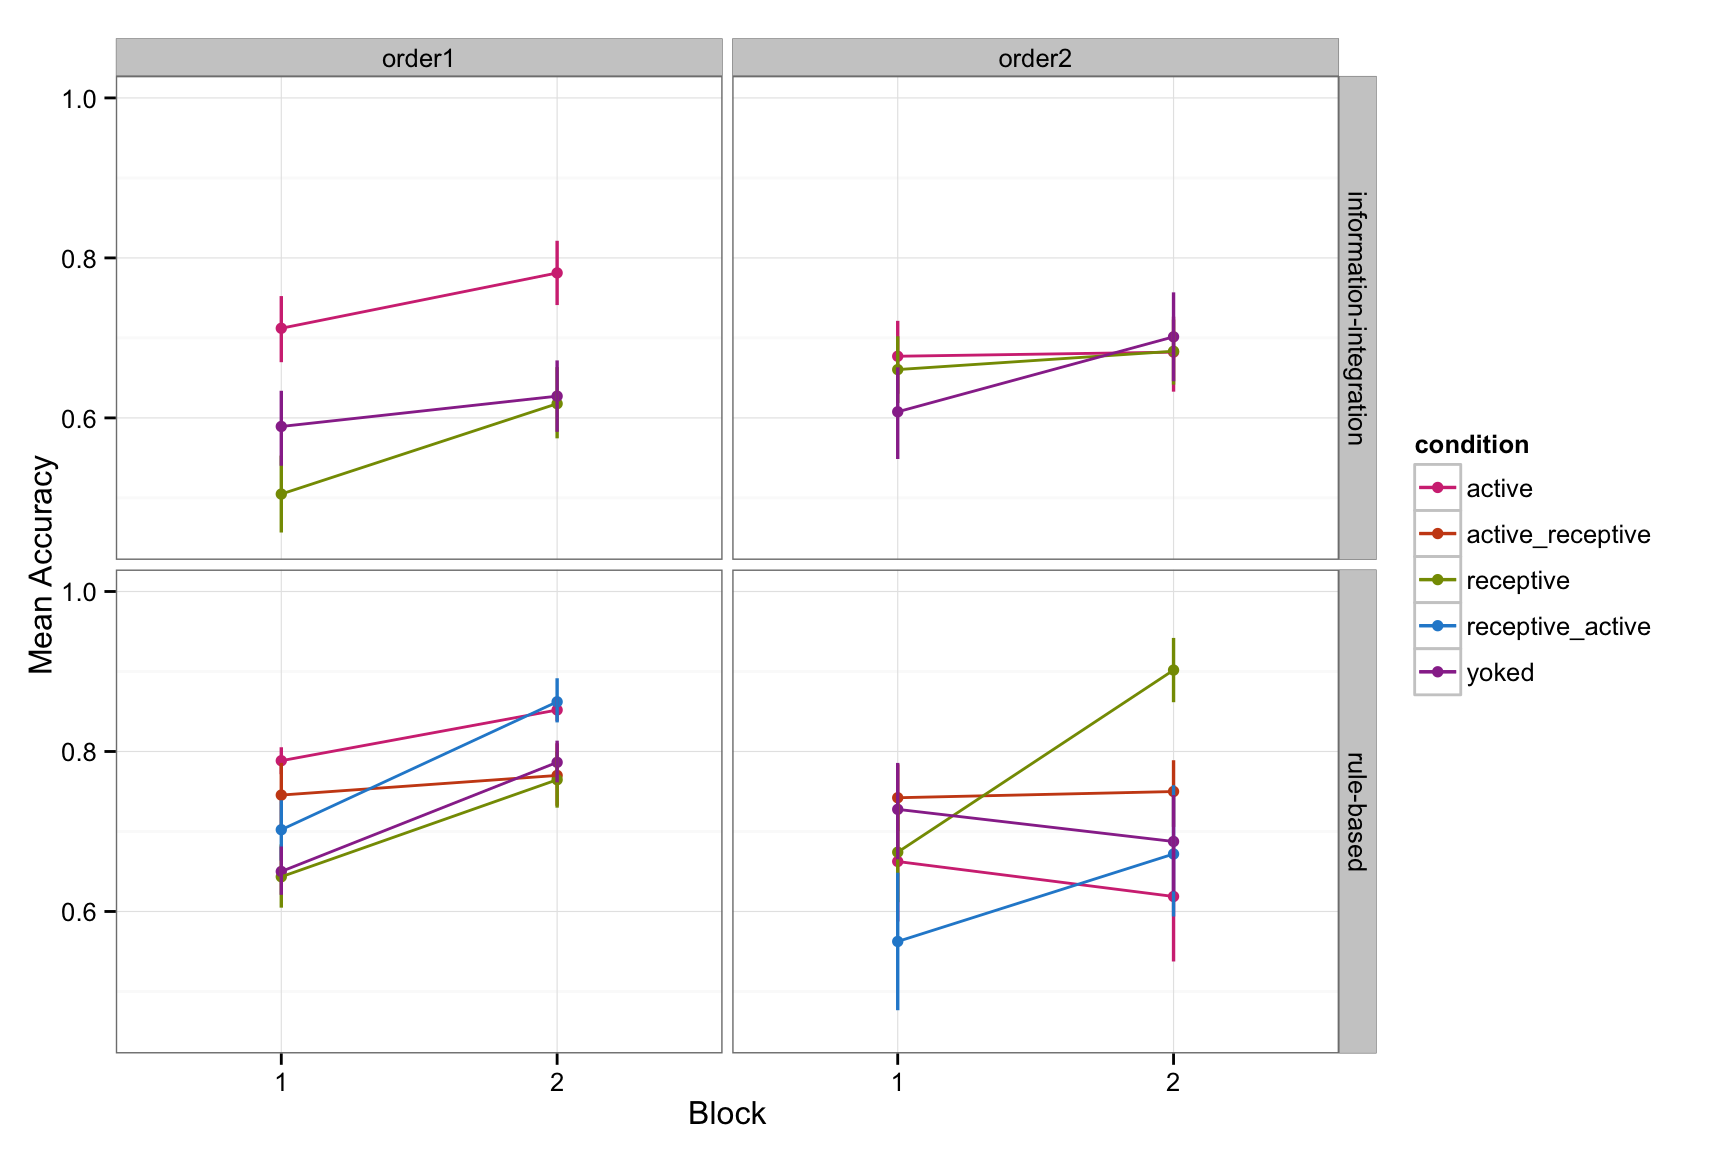 order1
order2
1.0
0.8
0.6
information-integration
1.0
0.8
0.6
rule-based
Mean Accuracy
1
2
1
2
Block
condition
active
active_receptive
receptive
receptive_active
yoked